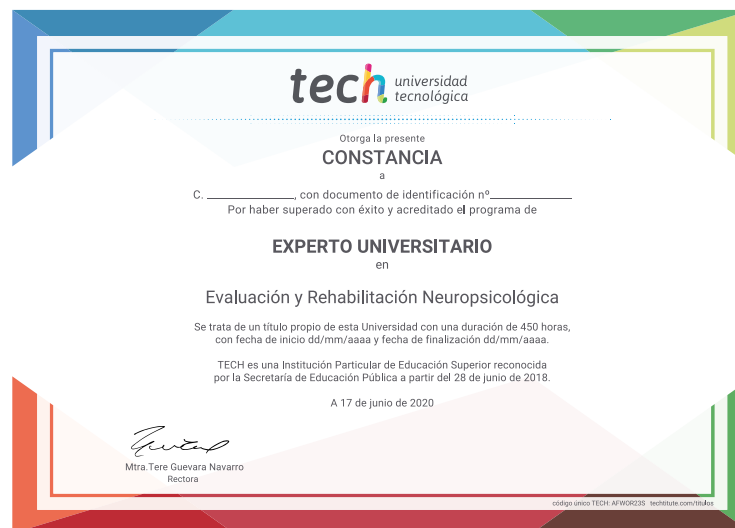 tech universidad
tecnológica
Otorga la presente
CONSTANCIA
a
C. ________________, con documento de identificación nº______________
Por haber superado con éxito y acreditado el programa de
EXPERTO UNIVERSITARIO
en
Evaluación y Rehabilitación Neuropsicológica
Se trata de un título propio de esta Universidad con una duración de 450 horas,
con fecha de inicio dd/mm/aaaa y fecha de finalización dd/mm/aaaa.
TECH es una Institución Particular de Educación Superior reconocida
por la Secretaría de Educación Pública a partir del 28 de junio de 2018.
A 17 de junio de 2020
Mtra.Tere Guevara Navarro
Rectora
código único TECH: AFWOR23S techtitute.com/titulos